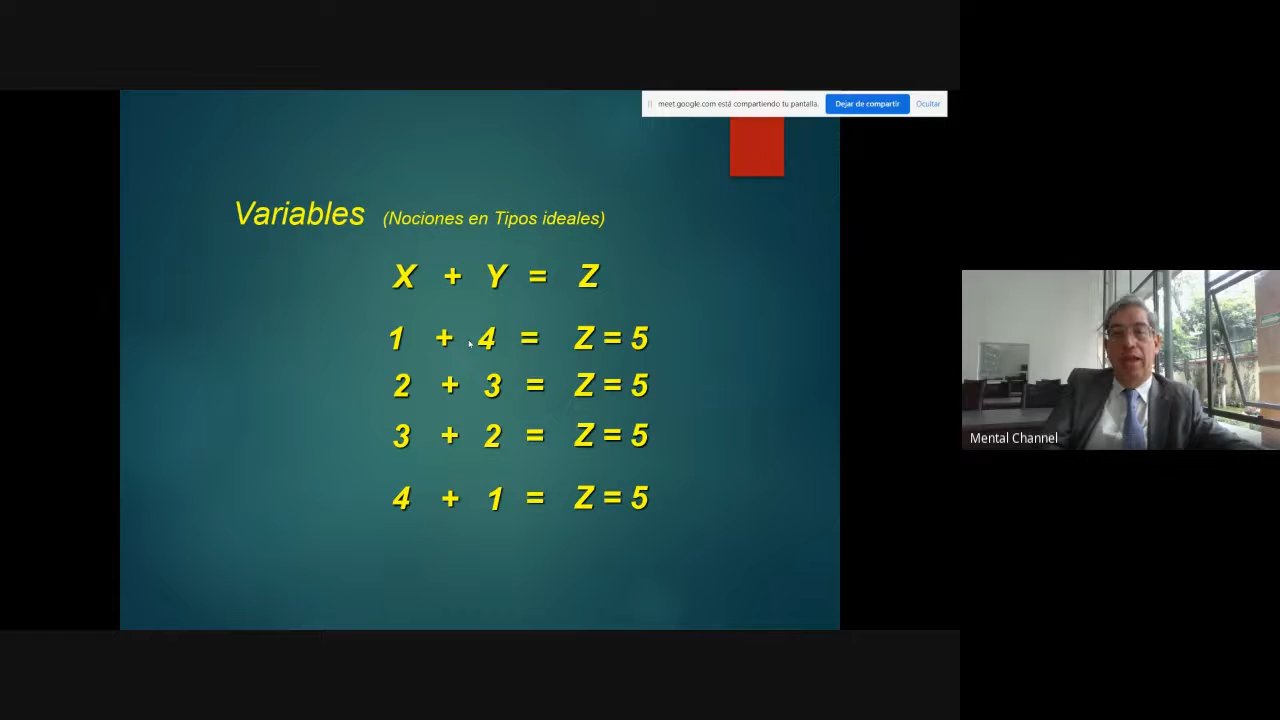 meet.google.com está compartiendo tu pantalla. Dejar de compartir Ocultar
Variables (Nociones en Tipos ideales)
X + Y = Z
1 + 4 = Z = 5
2 + 3 = Z = 5
3 + 2 = Z = 5
4 + 1 = Z = 5
Mental Channel